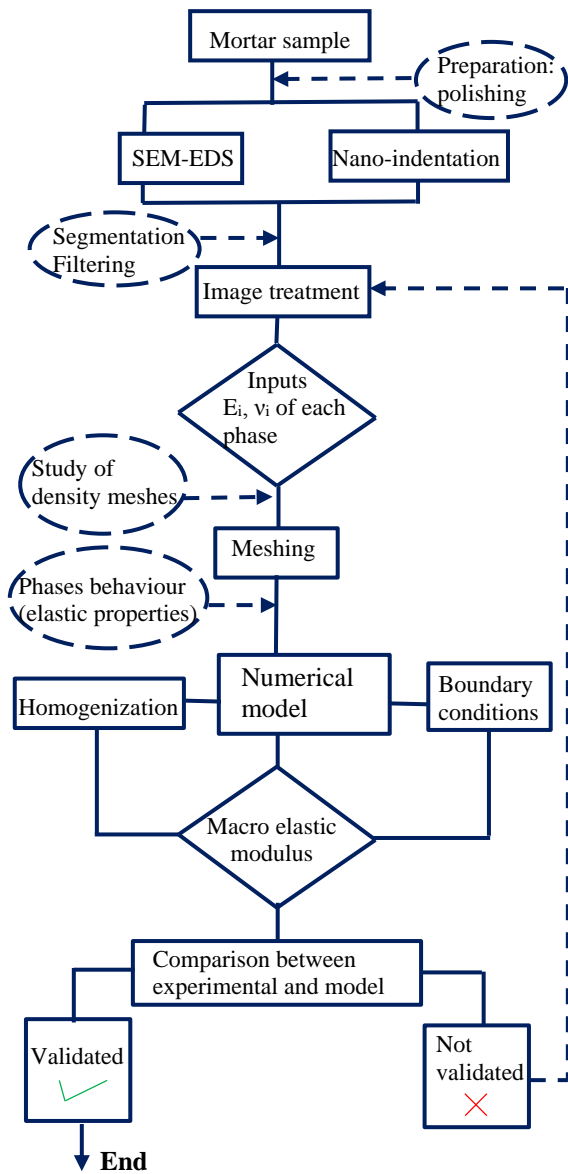 Mortar sample
Preparation:
polishing
SEM-EDS
Nano-indentation
Segmentation
Filtering
Image treatment
Inputs
Eᵢ, νᵢ of each
phase
Study of
density meshes
Meshing
Phases behaviour
(elastic properties)
Homogenization
Numerical
model
Boundary
conditions
Macro elastic
modulus
Comparison between
experimental and model
Validated
Not
validated
End